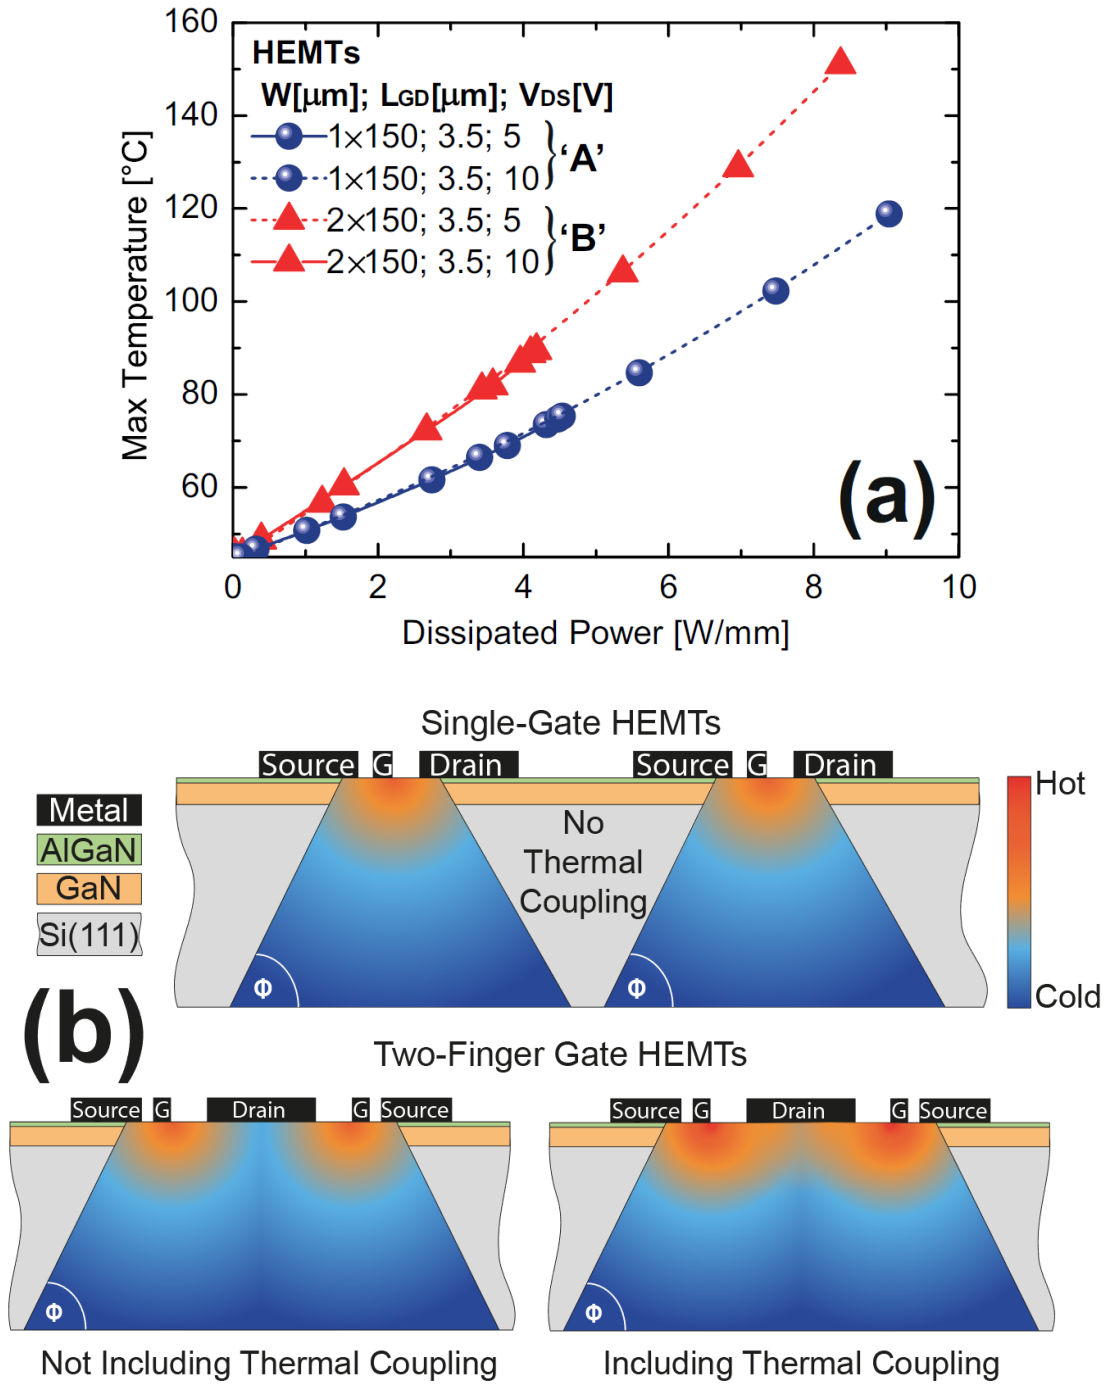 160
140
120
100
80
60
Max Temperature [°C]
HEMTs
W[μm]; LGD[μm]; VDS[V]
1×150; 3.5; 5
1×150; 3.5; 10
'A'
2×150; 3.5; 5
2×150; 3.5; 10
'B'
(a)
0 2 4 6 8 10
Dissipated Power [W/mm]
Single-Gate HEMTs
Source G Drain Source G Drain
Metal
AlGaN
GaN
Si(111)
No
Thermal
Coupling
Φ Φ
Hot
Cold
(b)
Two-Finger Gate HEMTs
Source G Drain G Source Source G Drain G Source
Φ Φ
Not Including Thermal Coupling Including Thermal Coupling